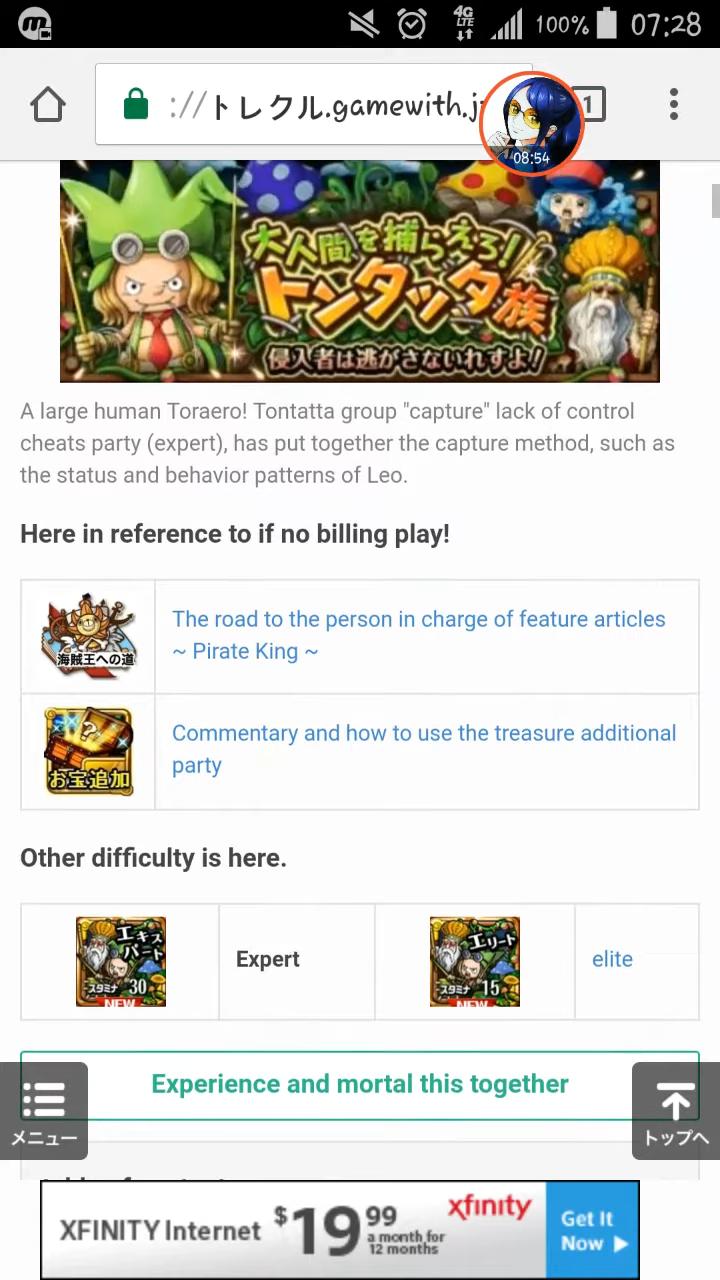 4G
LTE
100%
07:28
://トレクル.gamewith.j
1
08:54
大人間を捕らえろ!
トンタッタ族
侵入者は逃がさないれすよ!
A large human Toraero! Tontatta group "capture" lack of control
cheats party (expert), has put together the capture method, such as
the status and behavior patterns of Leo.
Here in reference to if no billing play!
海賊王への道
The road to the person in charge of feature articles
~ Pirate King ~
お宝追加
Commentary and how to use the treasure additional
party
Other difficulty is here.
エキスパート
スタミナ 30
NEW
Expert
エリート
スタミナ 15
NEW
elite
Experience and mortal this together
メニュー
トップへ
XFINITY Internet $19.99 a month for 12 months
xfinity
Get It
Now